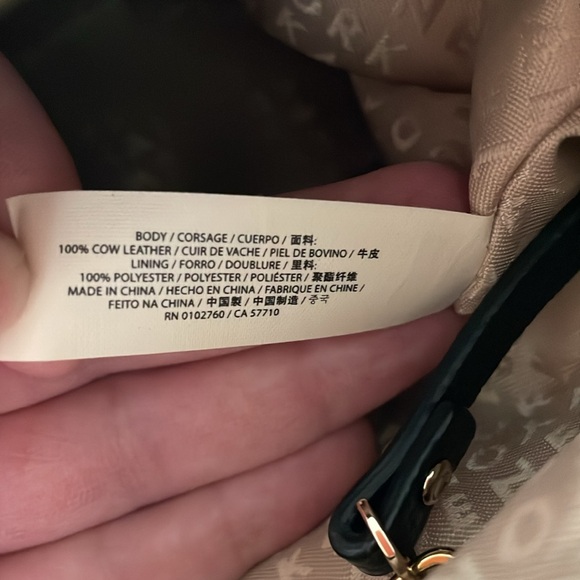 BODY / CORSAGE / CUERPO / 面料:
100% COW LEATHER / CUIR DE VACHE / PIEL DE BOVINO / 牛皮
LINING / FORRO / DOUBLURE / 里料:
100% POLYESTER / POLYESTER / POLIÉSTER / 聚酯纤维
MADE IN CHINA / HECHO EN CHINA / FABRIQUE EN CHINE /
FEITO NA CHINA / 中国製 / 中国制造 / 중국
RN 0102760 / CA 57710